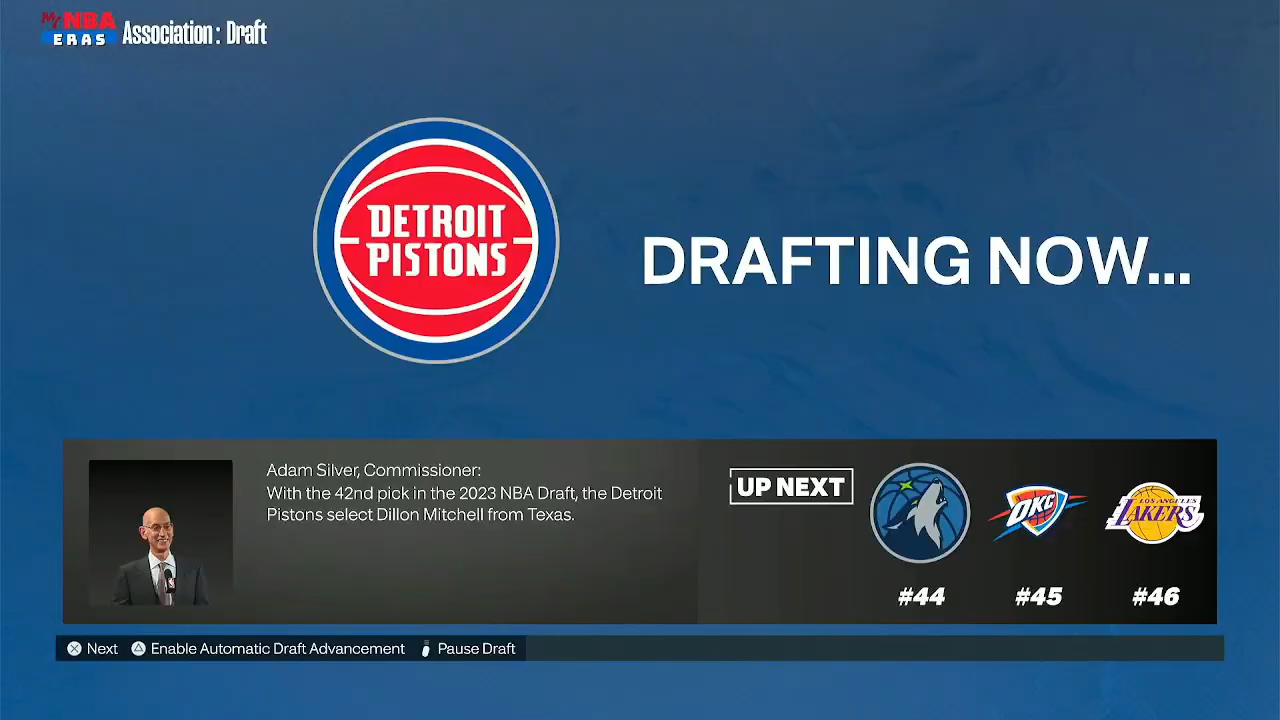 My NBA
ERAS
Association : Draft
DETROIT
PISTONS
DRAFTING NOW...
Adam Silver, Commissioner:
With the 42nd pick in the 2023 NBA Draft, the Detroit
Pistons select Dillon Mitchell from Texas.
UP NEXT
OKC
LOS ANGELES
LAKERS
#44
#45
#46
Next
Enable Automatic Draft Advancement
Pause Draft